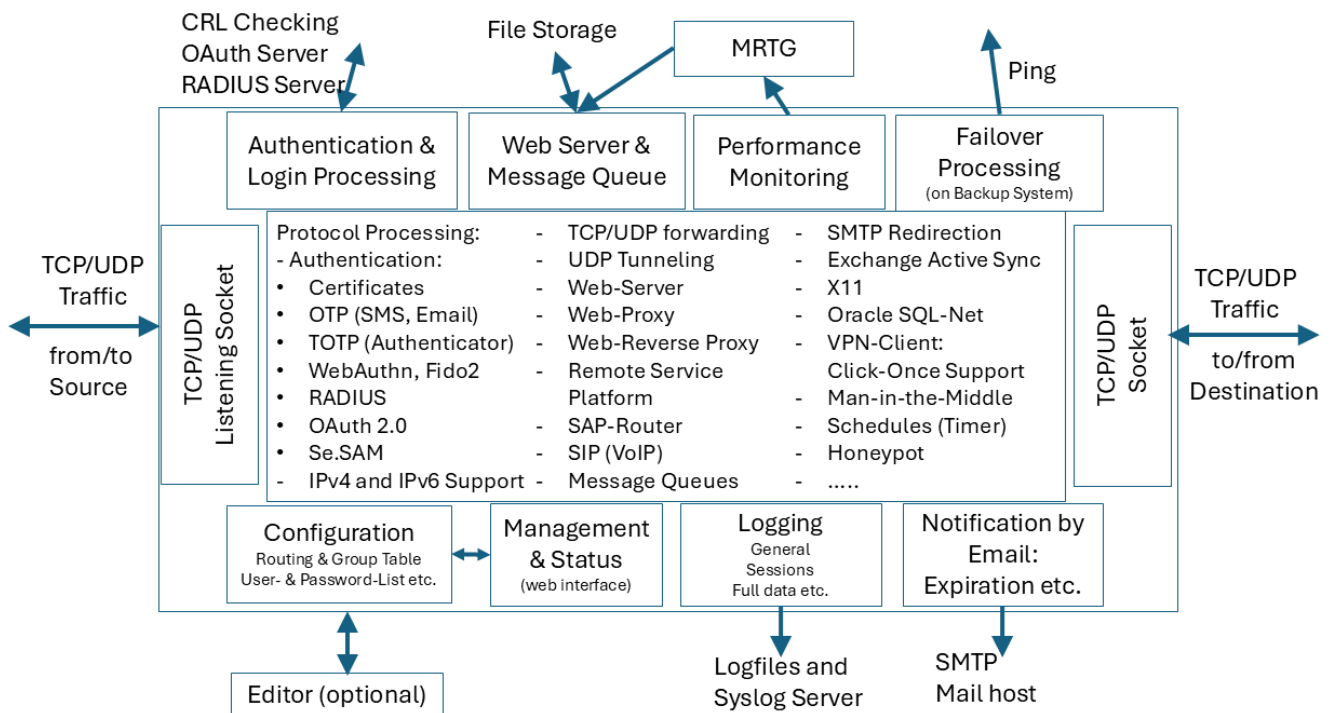 CRL Checking
OAuth Server
RADIUS Server
File Storage
MRTG
Ping
Authentication &
Login Processing
Web Server &
Message Queue
Performance
Monitoring
Failover
Processing
(on Backup System)
TCP/UDP
Traffic
from/to
Source
TCP/UDP
Listening Socket
Protocol Processing:
- Authentication:
• Certificates
• OTP (SMS, Email)
• TOTP (Authenticator)
• WebAuthn, Fido2
• RADIUS
• OAuth 2.0
• Se.SAM
- IPv4 and IPv6 Support
- TCP/UDP forwarding
- UDP Tunneling
- Web-Server
- Web-Proxy
- Web-Reverse Proxy
- Remote Service
Platform
- SAP-Router
- SIP (VoIP)
- Message Queues
- SMTP Redirection
- Exchange Active Sync
- X11
- Oracle SQL-Net
- VPN-Client:
Click-Once Support
- Man-in-the-Middle
- Schedules (Timer)
- Honeypot
- .....
TCP/UDP
Socket
TCP/UDP
Traffic
to/from
Destination
Configuration
Routing & Group Table
User- & Password-List etc.
Management
& Status
(web interface)
Logging
General
Sessions
Full data etc.
Notification by
Email:
Expiration etc.
Editor (optional)
Logfiles and
Syslog Server
SMTP
Mail host